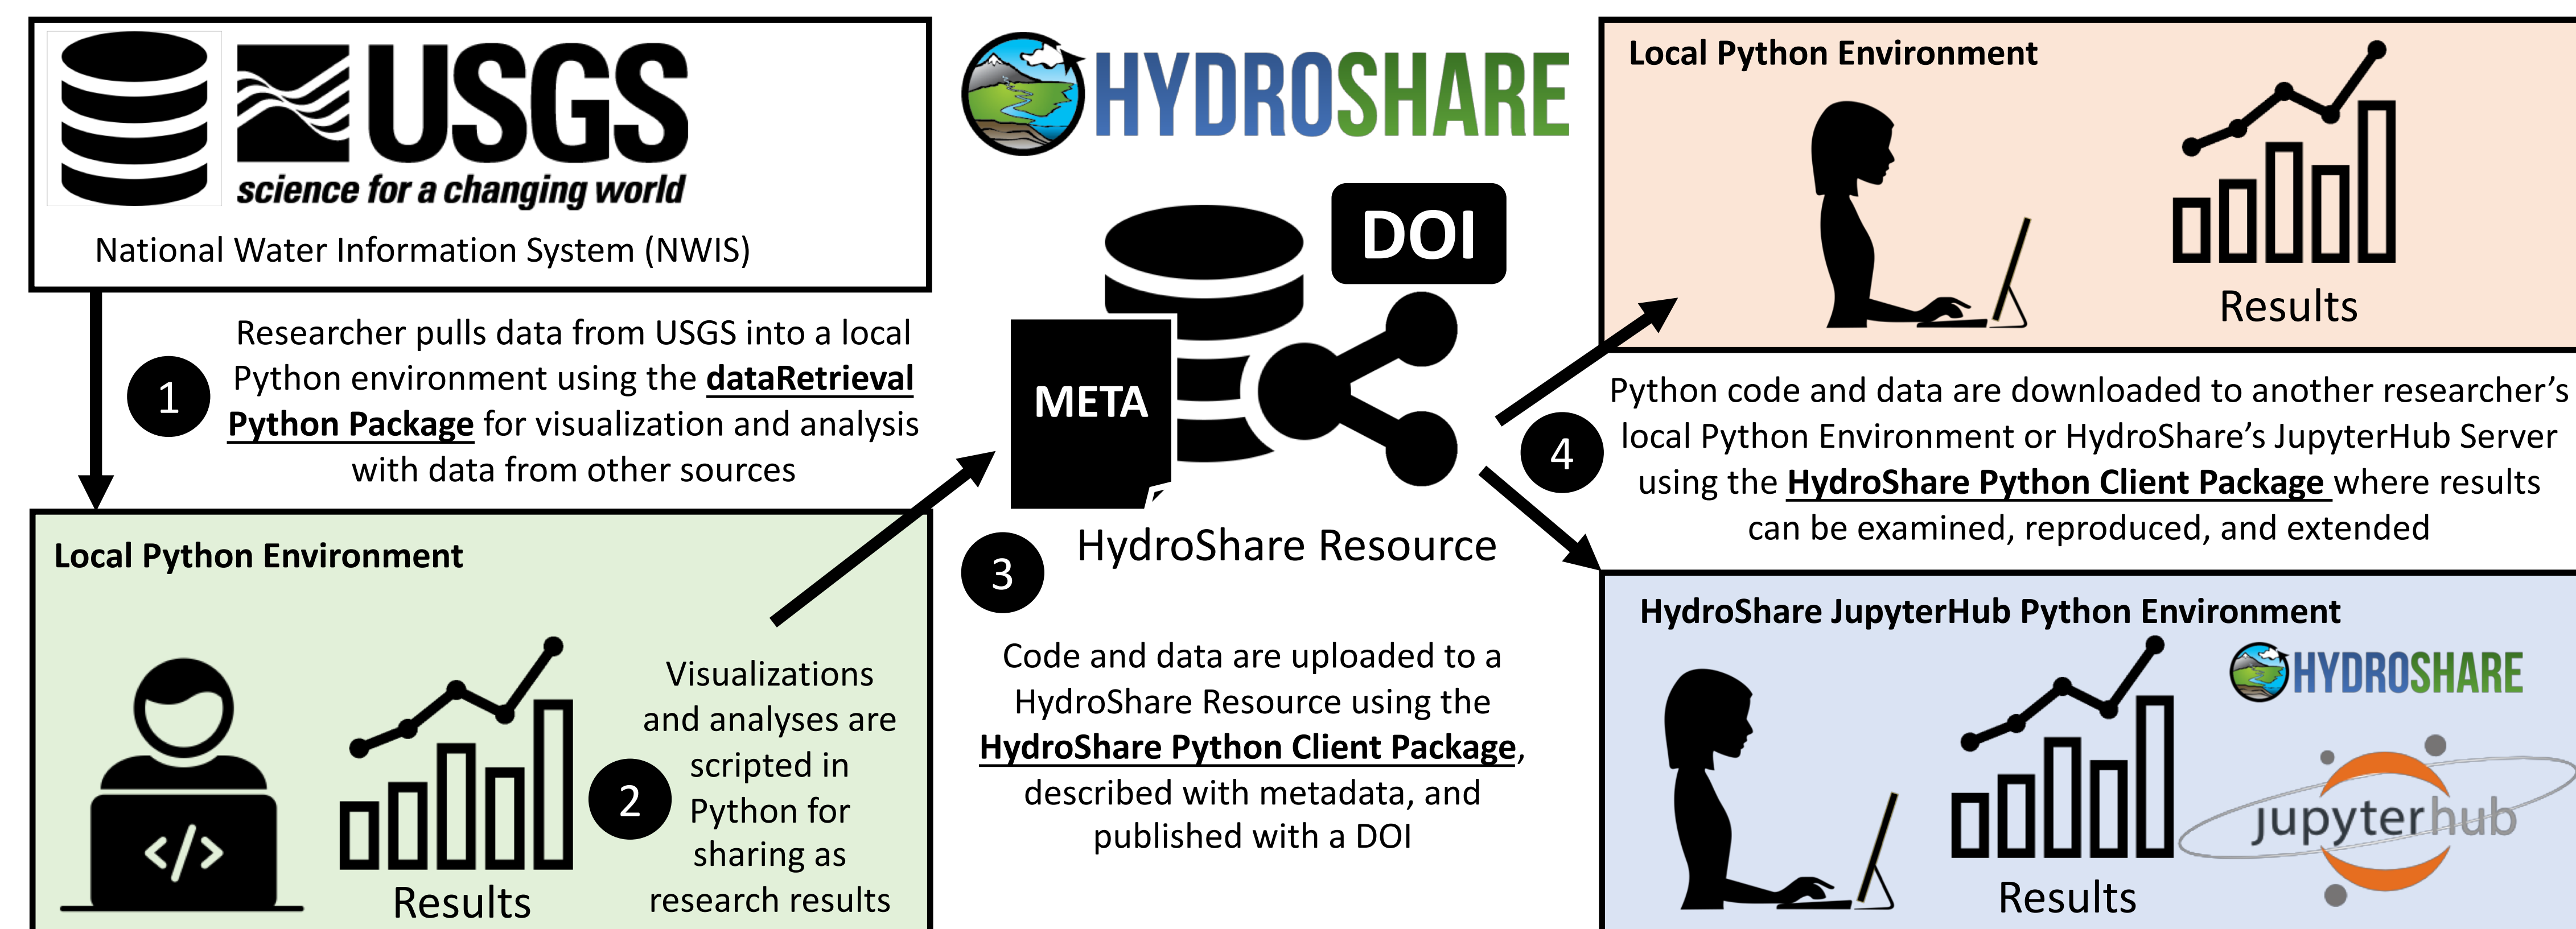 USGS
science for a changing world
National Water Information System (NWIS)
1
Researcher pulls data from USGS into a local
Python environment using the dataRetrieval
Python Package for visualization and analysis
with data from other sources
Local Python Environment
</>
Results
2
Visualizations
and analyses are
scripted in
Python for
sharing as
research results
HYDROSHARE
DOI
META
HydroShare Resource
3
Code and data are uploaded to a
HydroShare Resource using the
HydroShare Python Client Package,
described with metadata, and
published with a DOI
Local Python Environment
Results
4
Python code and data are downloaded to another researcher’s
local Python Environment or HydroShare’s JupyterHub Server
using the HydroShare Python Client Package where results
can be examined, reproduced, and extended
HydroShare JupyterHub Python Environment
HYDROSHARE
jupyterhub
Results